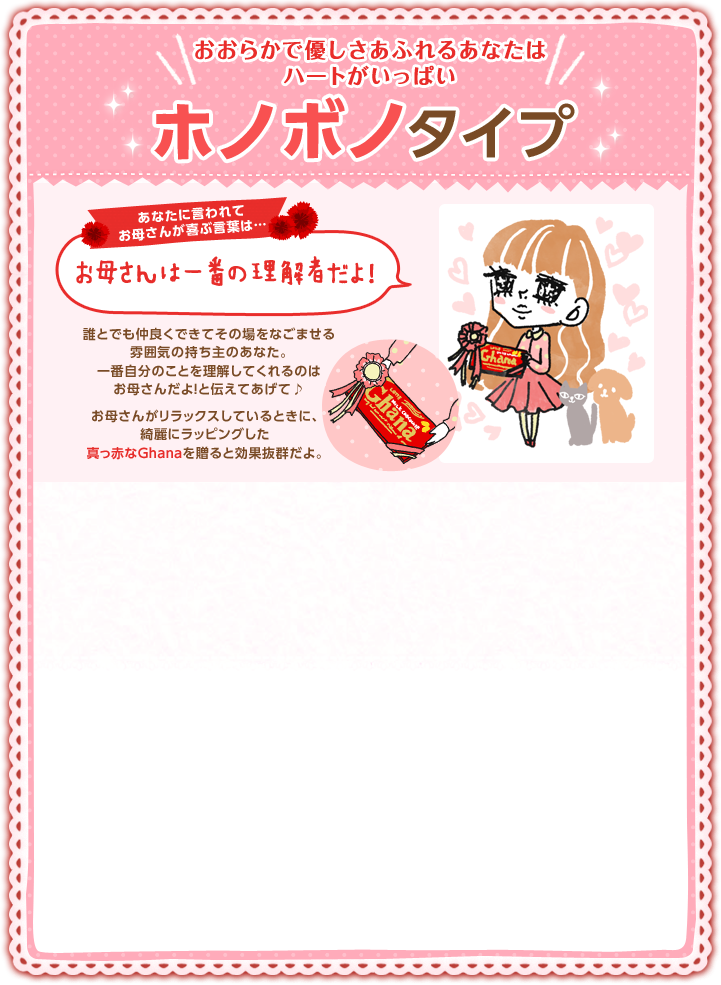 おおらかで優しさあふれるあなたは
ハートがいっぱい
ホノボノタイプ
あなたに言われて
お母さんが喜ぶ言葉は…
お母さんは一番の理解者だよ!
誰とでも仲良くできてその場をなごませる
雰囲気の持ち主のあなた。
一番自分のことを理解してくれるのは
お母さんだよ!と伝えてあげて♪
お母さんがリラックスしているときに、
綺麗にラッピングした
真っ赤なGhanaを贈ると効果抜群だよ。
Ghana
Ghana